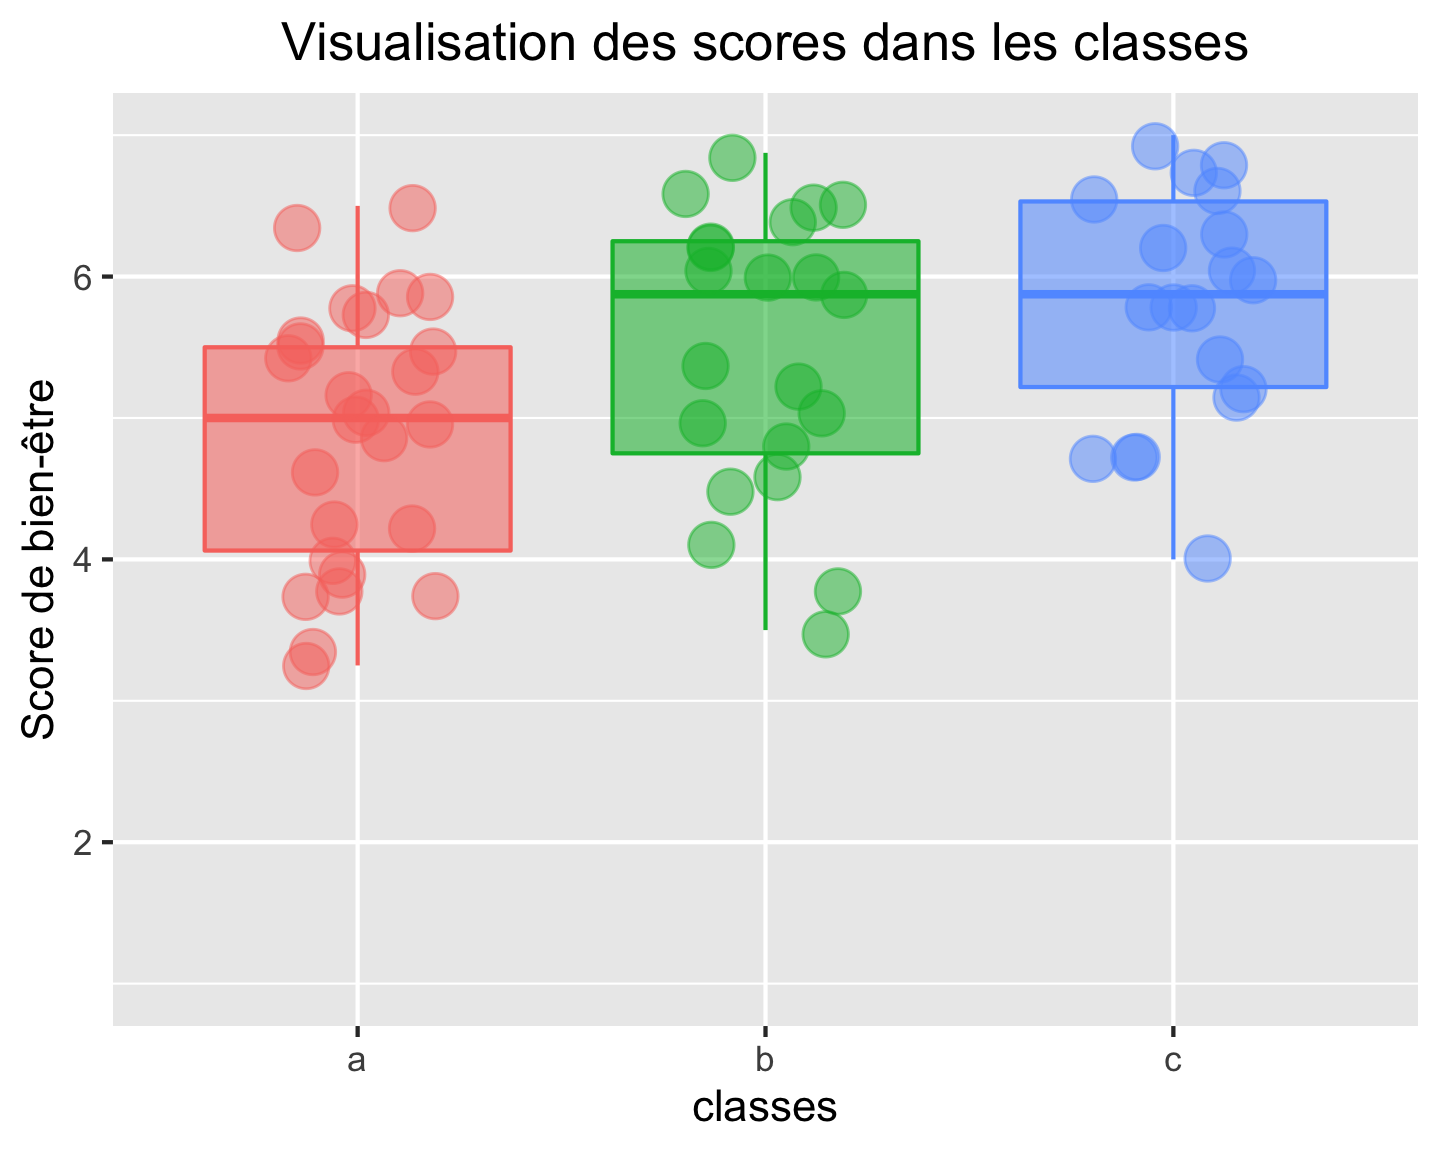 Visualisation des scores dans les classes
Score de bien-être
6
4
2
a b c
classes